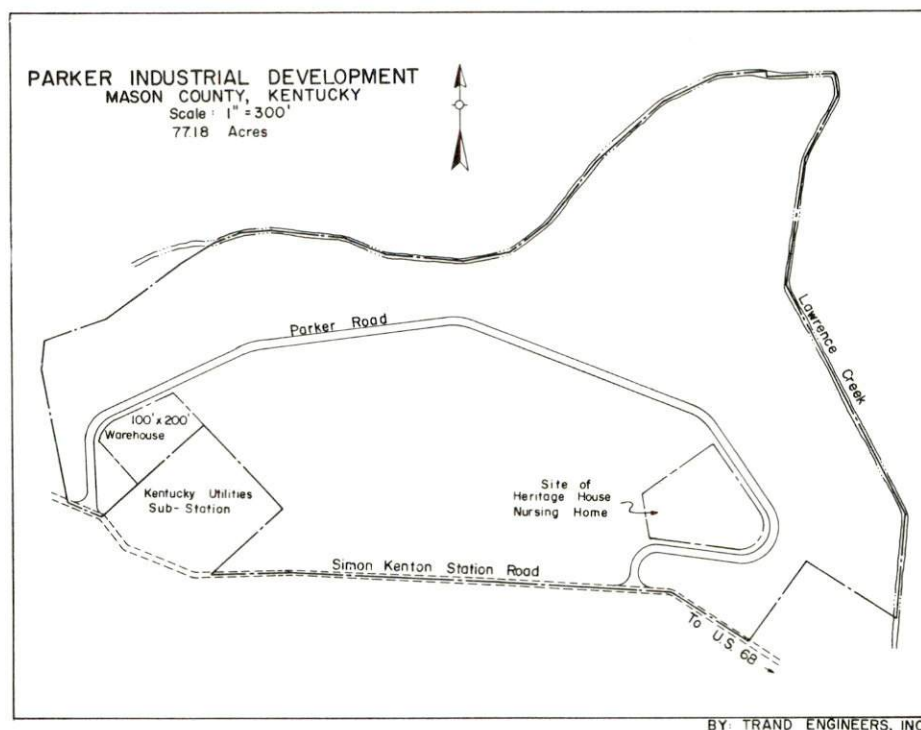 PARKER INDUSTRIAL DEVELOPMENT
MASON COUNTY, KENTUCKY
Scale : 1" = 300'
77.18 Acres
Parker Road
Lawrence Creek
100' x 200'
Warehouse
Kentucky Utilities
Sub-Station
Site of
Heritage House
Nursing Home
Simon Kenton Station Road
To U.S. 68
BY: TRAND ENGINEERS, INC